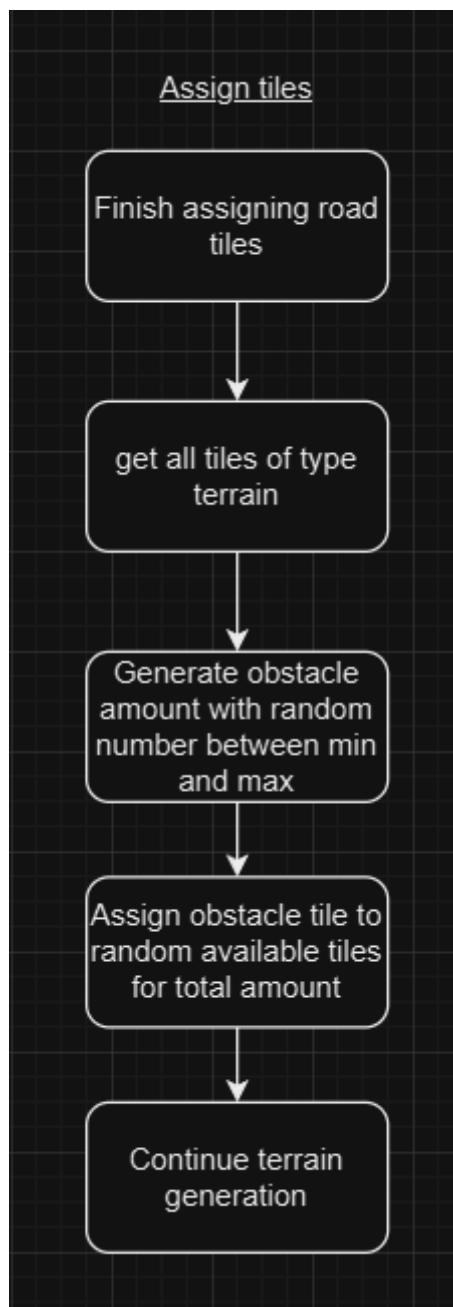 Assign tiles
Finish assigning road
tiles
get all tiles of type
terrain
Generate obstacle
amount with random
number between min
and max
Assign obstacle tile to
random available tiles
for total amount
Continue terrain
generation